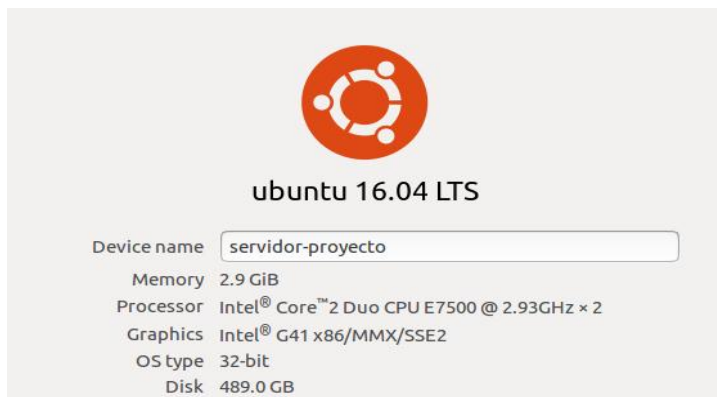 ubuntu 16.04 LTS
Device name servidor-proyecto
Memory 2.9 GiB
Processor Intel® Core™2 Duo CPU E7500 @ 2.93GHz × 2
Graphics Intel® G41 x86/MMX/SSE2
OS type 32-bit
Disk 489.0 GB